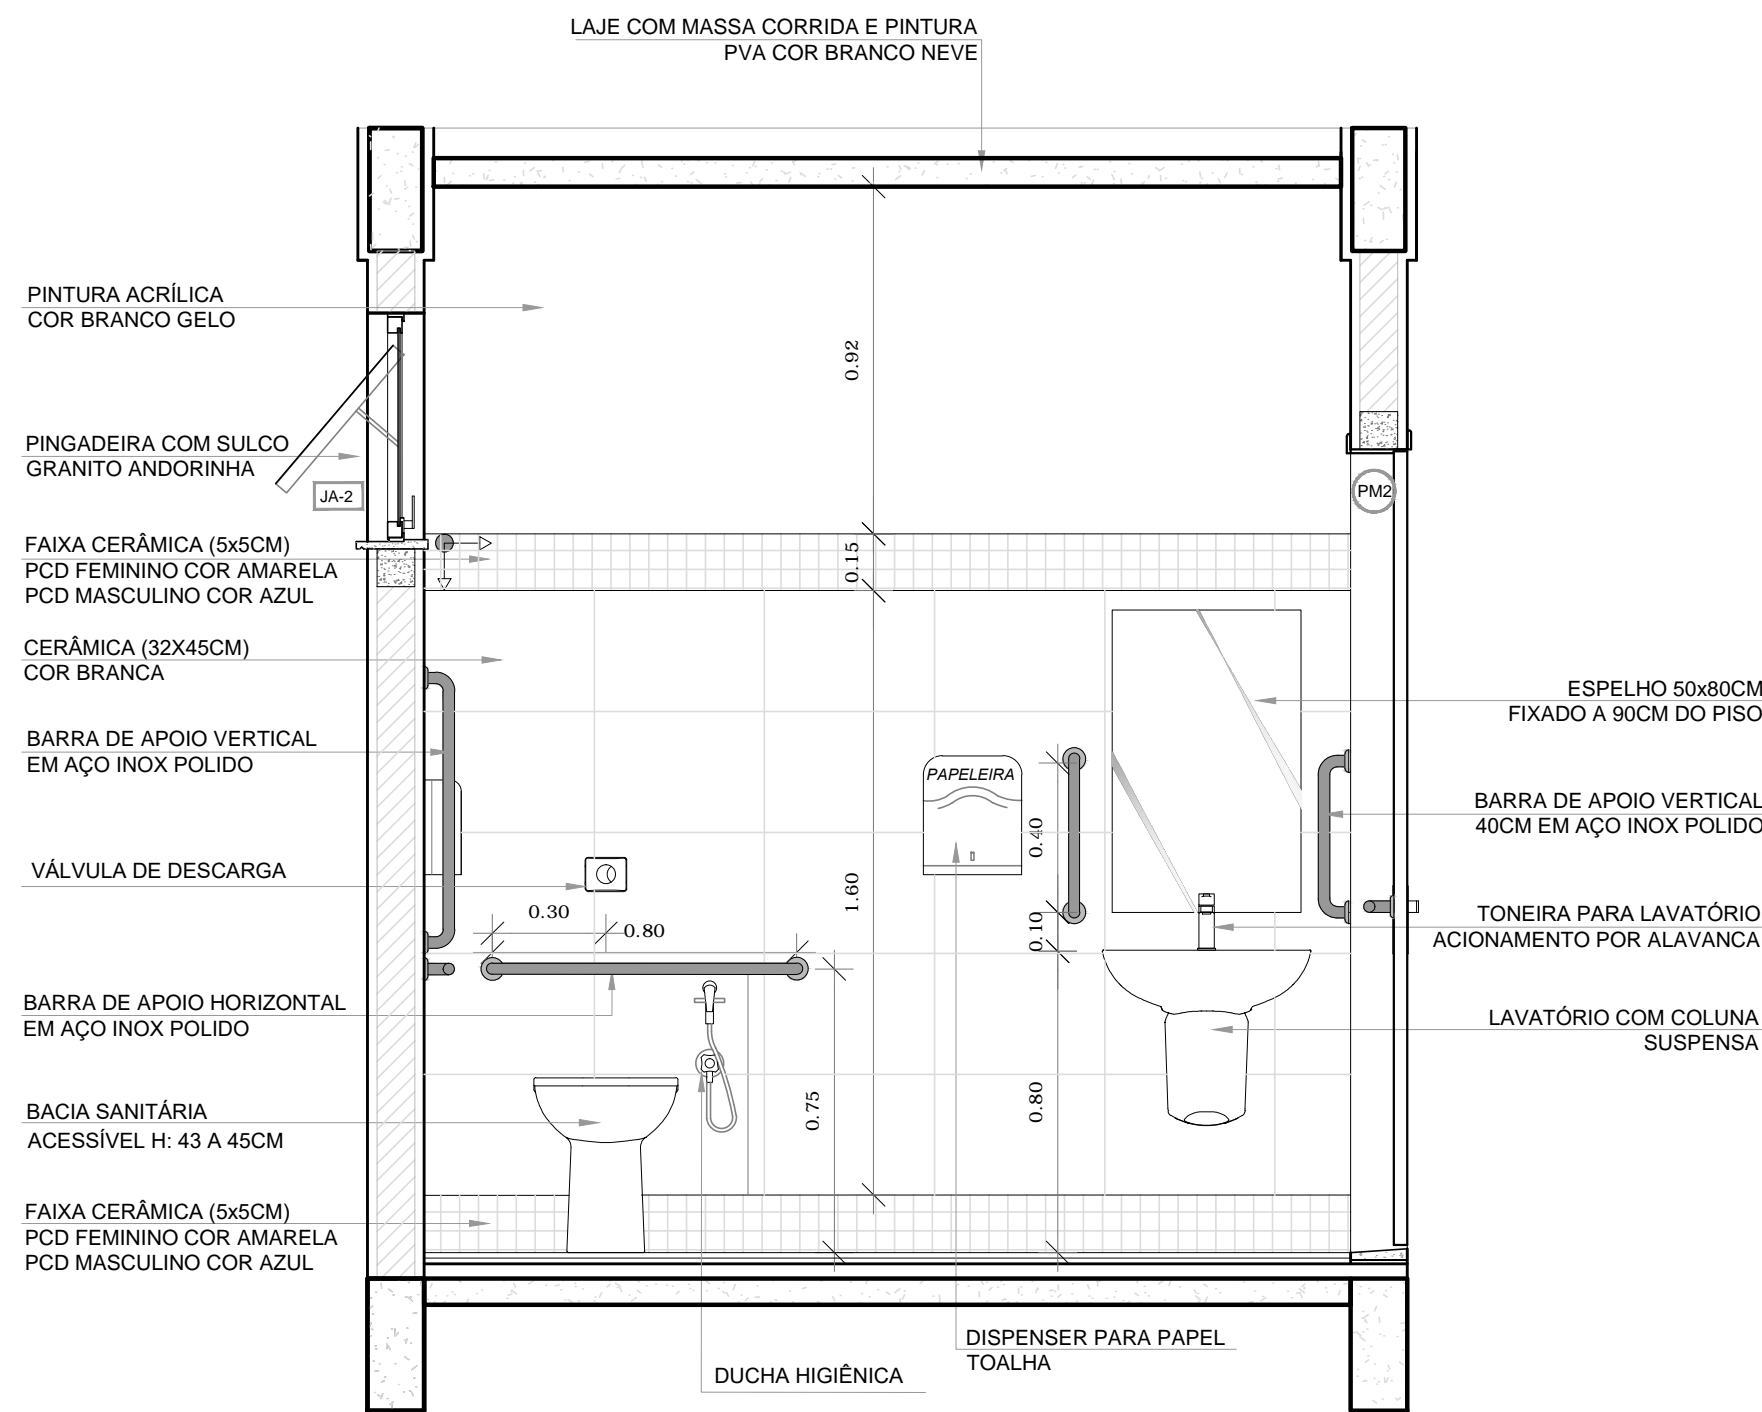 LAJE COM MASSA CORRIDA E PINTURA
PVA COR BRANCO NEVE
PINTURA ACRÍLICA
COR BRANCO GELO
0.92
PINGADEIRA COM SULCO
GRANITO ANDORINHA
JA-2
PM2
FAIXA CERÂMICA (5x5CM)
PCD FEMININO COR AMARELA
PCD MASCULINO COR AZUL
0.15
CERÂMICA (32X45CM)
COR BRANCA
ESPELHO 50x80CM
FIXADO A 90CM DO PISO
BARRA DE APOIO VERTICAL
EM AÇO INOX POLIDO
PAPELEIRA
BARRA DE APOIO VERTICAL
40CM EM AÇO INOX POLIDO
0.40
VÁLVULA DE DESCARGA
1.60
0.30
0.80
0.10
TONEIRA PARA LAVATÓRIO
ACIONAMENTO POR ALAVANCA
BARRA DE APOIO HORIZONTAL
EM AÇO INOX POLIDO
LAVATÓRIO COM COLUNA
SUSPENSA
BACIA SANITÁRIA
ACESSÍVEL H: 43 A 45CM
0.75
0.80
FAIXA CERÂMICA (5x5CM)
PCD FEMININO COR AMARELA
PCD MASCULINO COR AZUL
DISPENSER PARA PAPEL
TOALHA
DUCHA HIGIÊNICA